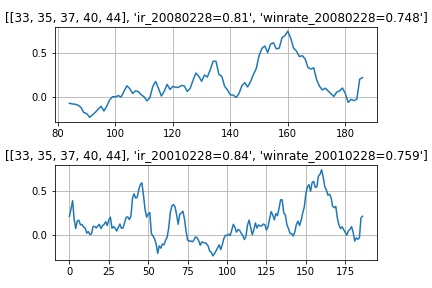 [[33, 35, 37, 40, 44], 'ir_20080228=0.81', 'winrate_20080228=0.748']
0.5
0.0
80 100 120 140 160 180
[[33, 35, 37, 40, 44], 'ir_20010228=0.84', 'winrate_20010228=0.759']
0.5
0.0
0 25 50 75 100 125 150 175